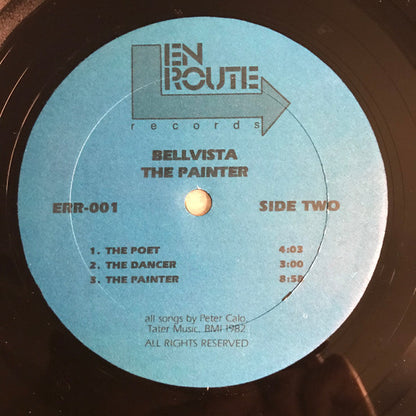 EN
ROUTE
records
BELLVISTA
THE PAINTER
ERR-001 SIDE TWO
1. THE POET 4:03
2. THE DANCER 3:00
3. THE PAINTER 8:58
all songs by Peter Calo,
Tater Music, BMI 1982
ALL RIGHTS RESERVED